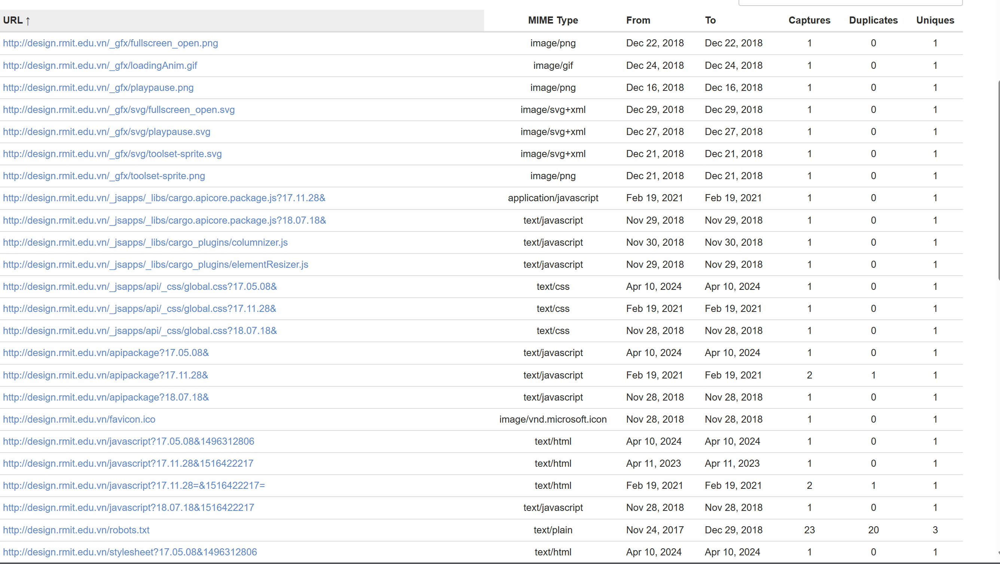 URL ↑ MIME Type From To Captures Duplicates Uniques
http://design.rmit.edu.vn/_gfx/fullscreen_open.png image/png Dec 22, 2018 Dec 22, 2018 1 0 1
http://design.rmit.edu.vn/_gfx/loadingAnim.gif image/gif Dec 24, 2018 Dec 24, 2018 1 0 1
http://design.rmit.edu.vn/_gfx/playpause.png image/png Dec 16, 2018 Dec 16, 2018 1 0 1
http://design.rmit.edu.vn/_gfx/svg/fullscreen_open.svg image/svg+xml Dec 29, 2018 Dec 29, 2018 1 0 1
http://design.rmit.edu.vn/_gfx/svg/playpause.svg image/svg+xml Dec 27, 2018 Dec 27, 2018 1 0 1
http://design.rmit.edu.vn/_gfx/svg/toolset-sprite.svg image/svg+xml Dec 21, 2018 Dec 21, 2018 1 0 1
http://design.rmit.edu.vn/_gfx/toolset-sprite.png image/png Dec 21, 2018 Dec 21, 2018 1 0 1
http://design.rmit.edu.vn/_jsapps/_libs/cargo.apicore.package.js?17.11.28& application/javascript Feb 19, 2021 Feb 19, 2021 1 0 1
http://design.rmit.edu.vn/_jsapps/_libs/cargo.apicore.package.js?18.07.18& text/javascript Nov 29, 2018 Nov 29, 2018 1 0 1
http://design.rmit.edu.vn/_jsapps/_libs/cargo_plugins/columnizer.js text/javascript Nov 30, 2018 Nov 30, 2018 1 0 1
http://design.rmit.edu.vn/_jsapps/_libs/cargo_plugins/elementResizer.js text/javascript Nov 29, 2018 Nov 29, 2018 1 0 1
http://design.rmit.edu.vn/_jsapps/api/_css/global.css?17.05.08& text/css Apr 10, 2024 Apr 10, 2024 1 0 1
http://design.rmit.edu.vn/_jsapps/api/_css/global.css?17.11.28& text/css Feb 19, 2021 Feb 19, 2021 1 0 1
http://design.rmit.edu.vn/_jsapps/api/_css/global.css?18.07.18& text/css Nov 28, 2018 Nov 28, 2018 1 0 1
http://design.rmit.edu.vn/apipackage?17.05.08& text/javascript Apr 10, 2024 Apr 10, 2024 1 0 1
http://design.rmit.edu.vn/apipackage?17.11.28& text/javascript Feb 19, 2021 Feb 19, 2021 2 1 1
http://design.rmit.edu.vn/apipackage?18.07.18& text/javascript Nov 28, 2018 Nov 28, 2018 1 0 1
http://design.rmit.edu.vn/favicon.ico image/vnd.microsoft.icon Nov 28, 2018 Nov 28, 2018 1 0 1
http://design.rmit.edu.vn/javascript?17.05.08&1496312806 text/html Apr 10, 2024 Apr 10, 2024 1 0 1
http://design.rmit.edu.vn/javascript?17.11.28&1516422217 text/html Apr 11, 2023 Apr 11, 2023 1 0 1
http://design.rmit.edu.vn/javascript?17.11.28=&1516422217= text/html Feb 19, 2021 Feb 19, 2021 2 1 1
http://design.rmit.edu.vn/javascript?18.07.18&1516422217 text/javascript Nov 28, 2018 Nov 28, 2018 1 0 1
http://design.rmit.edu.vn/robots.txt text/plain Nov 24, 2017 Dec 29, 2018 23 20 3
http://design.rmit.edu.vn/stylesheet?17.05.08&1496312806 text/html Apr 10, 2024 Apr 10, 2024 1 0 1